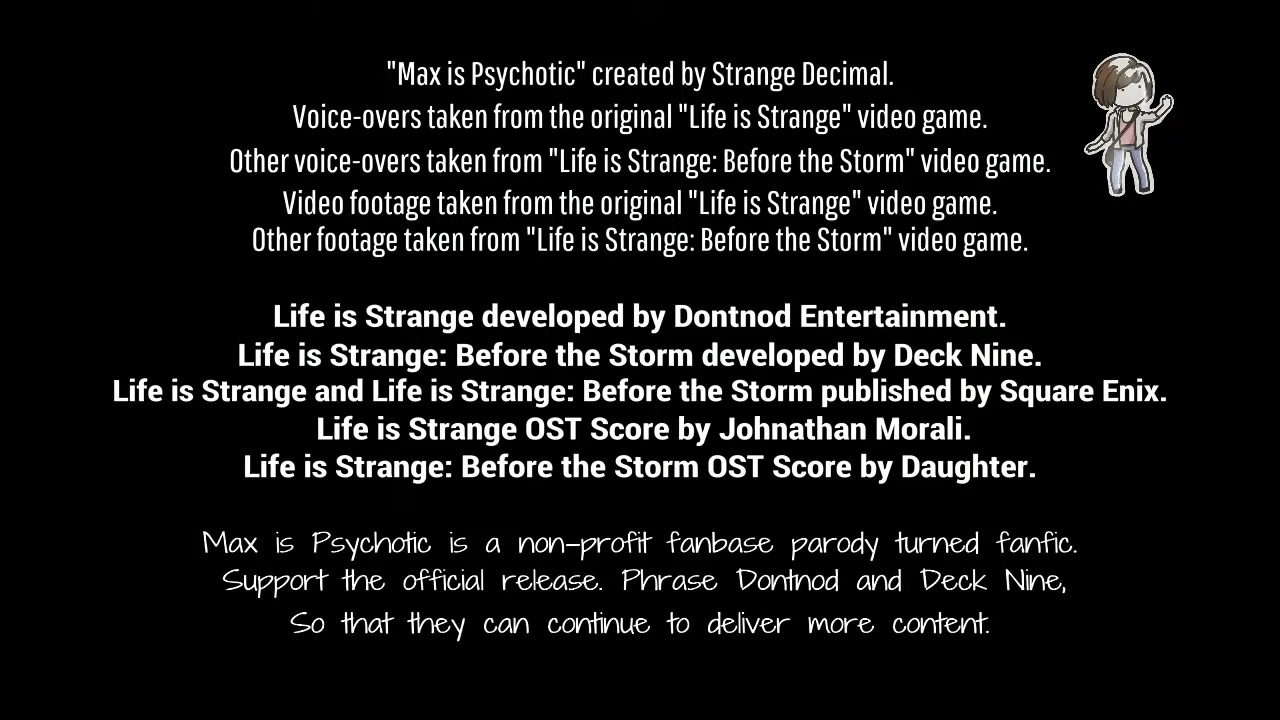 "Max is Psychotic" created by Strange Decimal.
Voice-overs taken from the original "Life is Strange" video game.
Other voice-overs taken from "Life is Strange: Before the Storm" video game.
Video footage taken from the original "Life is Strange" video game.
Other footage taken from "Life is Strange: Before the Storm" video game.
Life is Strange developed by Dontnod Entertainment.
Life is Strange: Before the Storm developed by Deck Nine.
Life is Strange and Life is Strange: Before the Storm published by Square Enix.
Life is Strange OST Score by Johnathan Morali.
Life is Strange: Before the Storm OST Score by Daughter.
Max is Psychotic is a non-profit fanbase parody turned fanfic.
Support the official release. Phrase Dontnod and Deck Nine,
So that they can continue to deliver more content.